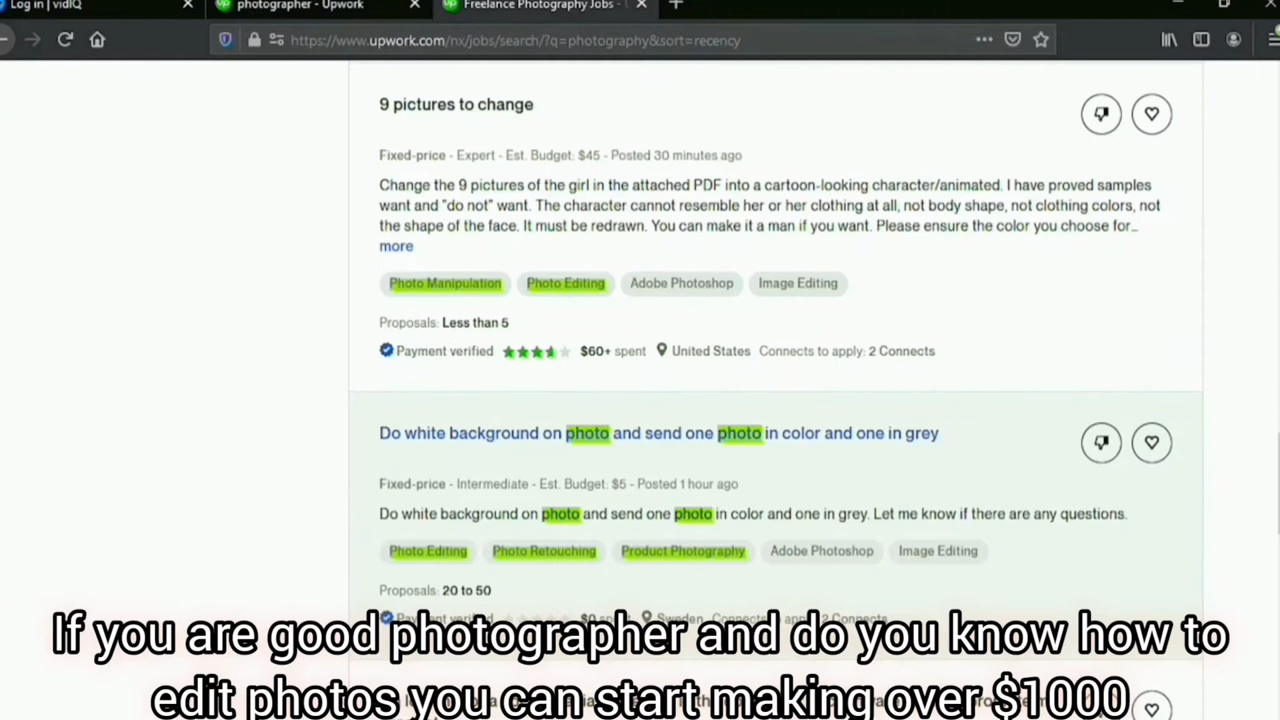 Log in | vidIQ
photographer - Upwork
Freelance Photography Jobs -
https://www.upwork.com/nx/jobs/search/?q=photography&sort=recency
9 pictures to change
Fixed-price - Expert - Est. Budget: $45 - Posted 30 minutes ago
Change the 9 pictures of the girl in the attached PDF into a cartoon-looking character/animated. I have proved samples
want and "do not" want. The character cannot resemble her or her clothing at all, not body shape, not clothing colors, not
the shape of the face. It must be redrawn. You can make it a man if you want. Please ensure the color you choose for...
more
Photo Manipulation Photo Editing Adobe Photoshop Image Editing
Proposals: Less than 5
Payment verified $60+ spent United States Connects to apply: 2 Connects
Do white background on photo and send one photo in color and one in grey
Fixed-price - Intermediate - Est. Budget: $5 - Posted 1 hour ago
Do white background on photo and send one photo in color and one in grey. Let me know if there are any questions.
Photo Editing Photo Retouching Product Photography Adobe Photoshop Image Editing
Proposals: 20 to 50
Payment verified $0 Sweden 2 Connects
If you are good photographer and do you know how to
edit photos you can start making over $1000